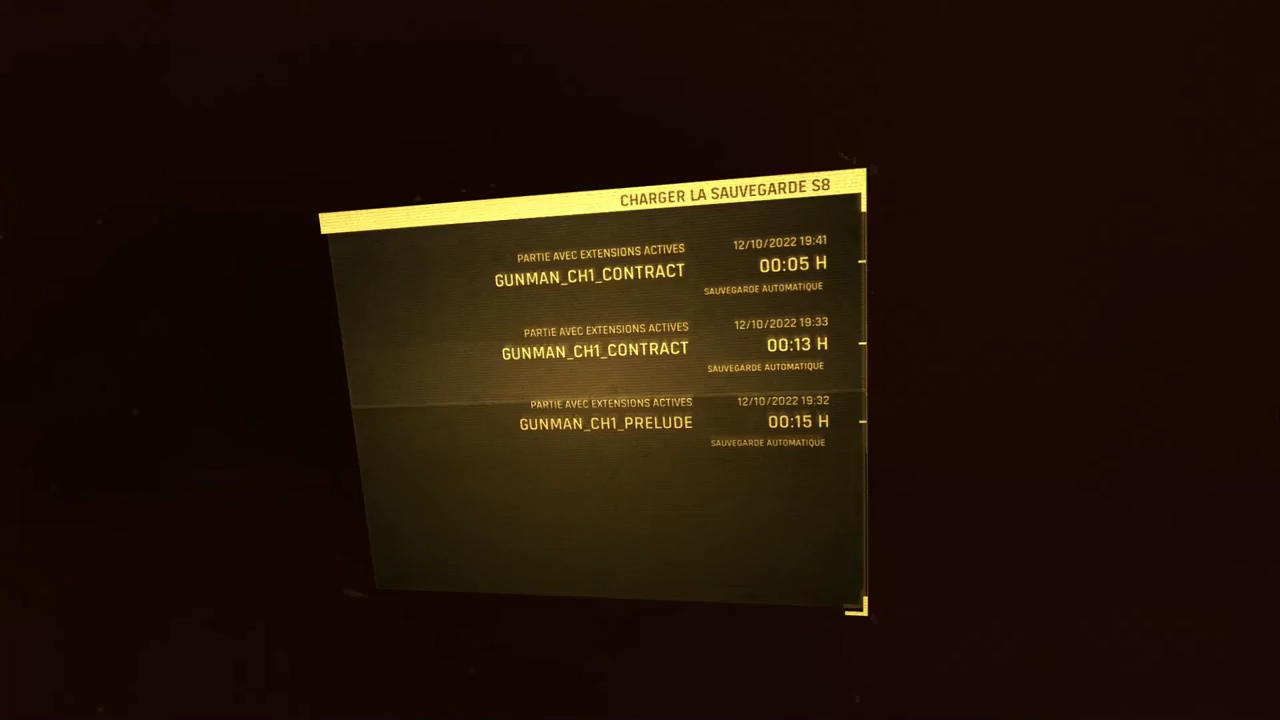 CHARGER LA SAUVEGARDE S8
PARTIE AVEC EXTENSIONS ACTIVES
GUNMAN_CH1_CONTRACT
12/10/2022 19:41
00:05 H
SAUVEGARDE AUTOMATIQUE
PARTIE AVEC EXTENSIONS ACTIVES
GUNMAN_CH1_CONTRACT
12/10/2022 19:33
00:13 H
SAUVEGARDE AUTOMATIQUE
PARTIE AVEC EXTENSIONS ACTIVES
GUNMAN_CH1_PRELUDE
12/10/2022 19:32
00:15 H
SAUVEGARDE AUTOMATIQUE